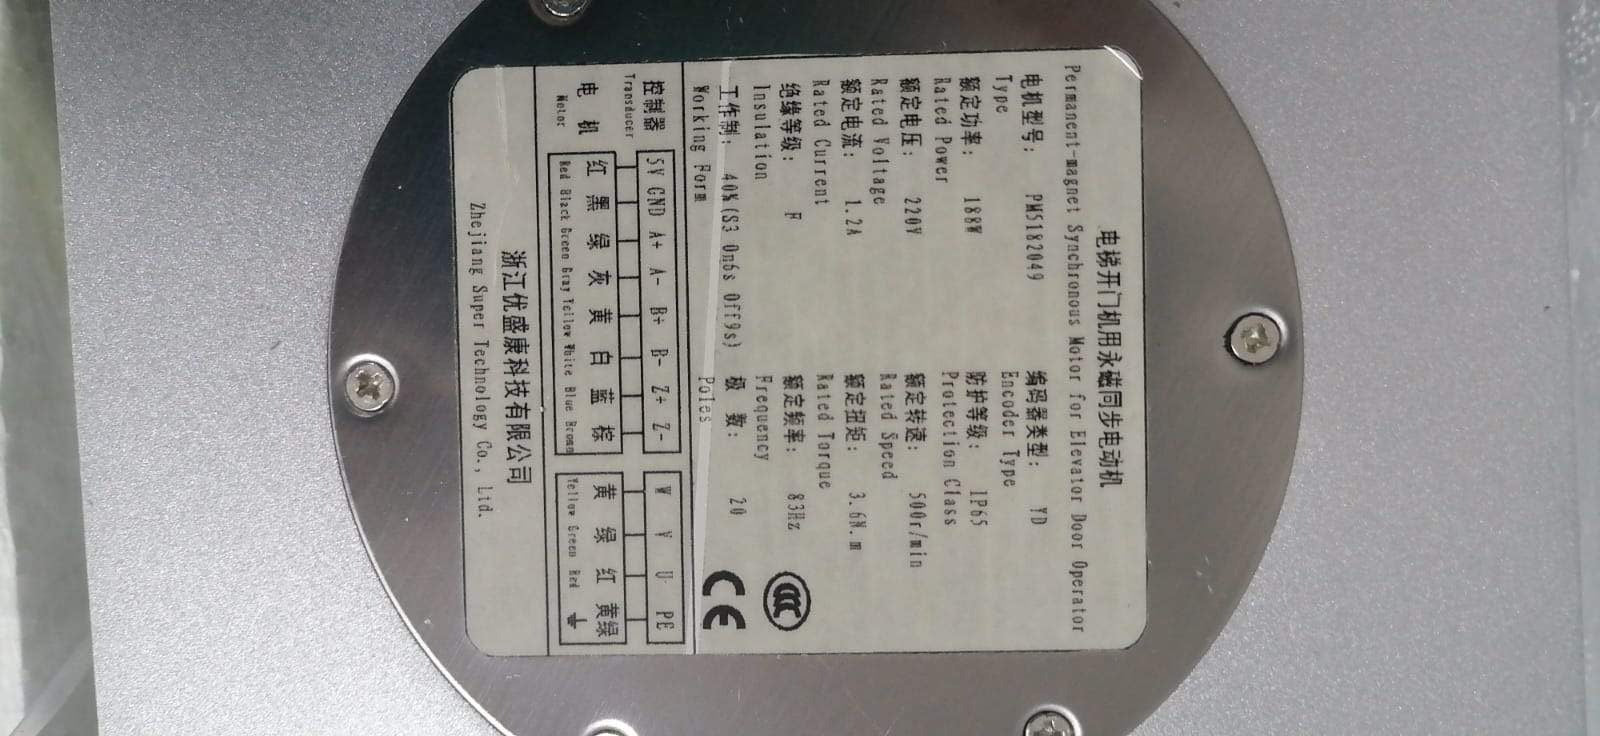 电梯开门机用永磁同步电动机
Permanent-magnet Synchronous Motor for Elevator Door Operator
电机型号: PM5182049 编码器类型: YD
Type Encoder Type
额定功率: 188W 防护等级: IP65
Rated Power Protection Class
额定电压: 220V 额定转速: 500r/min
Rated Voltage Rated Speed
额定电流: 1.2A 额定扭矩: 3.6N.m
Rated Current Rated Torque
绝缘等级: F 额定频率: 83Hz
Insulation Frequency
工作制: 40%(S3 On6s Off9s) 极 数: 20
Working Form Poles
CCC CE
控制器 5V GND A+ A- B+ B- Z+ Z- W V U PE
Transducer
电 机 红 黑 绿 灰 黄 白 蓝 棕 黄 绿 红 黄绿
Motor Red Black Green Gray Yellow White Blue Brown Yellow Green Red
浙江优盛康科技有限公司
Zhejiang Super Technology Co., Ltd.